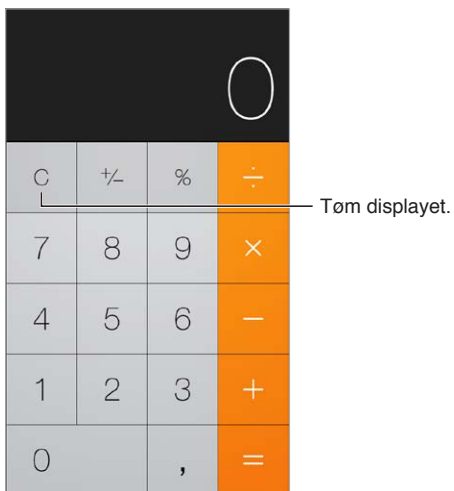 0
C +/− % ÷
Tøm displayet.
7 8 9 ×
4 5 6 −
1 2 3 +
0 , =